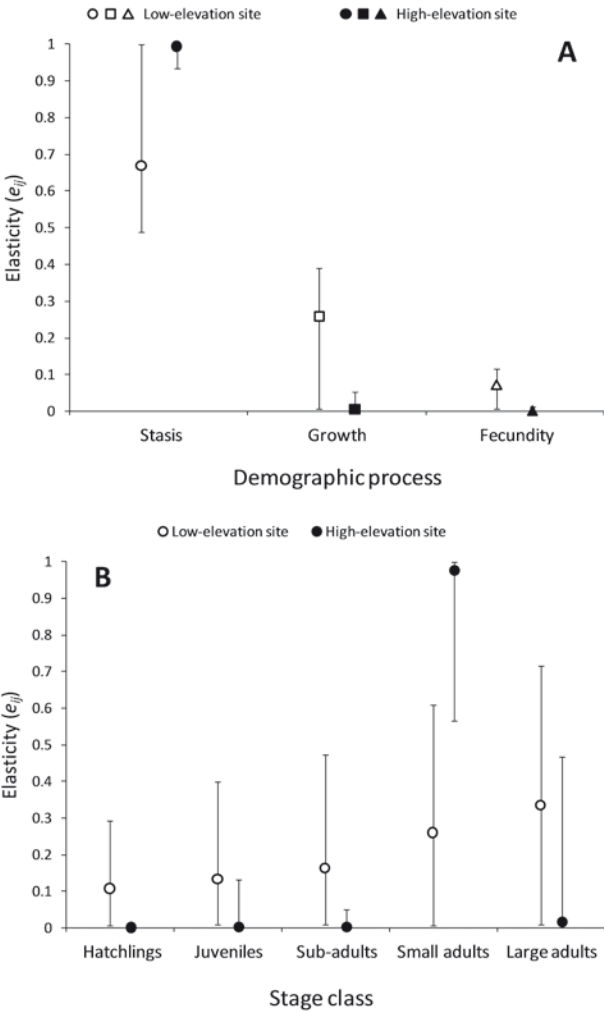 Low-elevation site High-elevation site
A
1
0.9
0.8
0.7
0.6
0.5
0.4
0.3
0.2
0.1
0
Elasticity (eij)
Stasis Growth Fecundity
Demographic process
Low-elevation site High-elevation site
B
1
0.9
0.8
0.7
0.6
0.5
0.4
0.3
0.2
0.1
0
Elasticity (eij)
Hatchlings Juveniles Sub-adults Small adults Large adults
Stage class